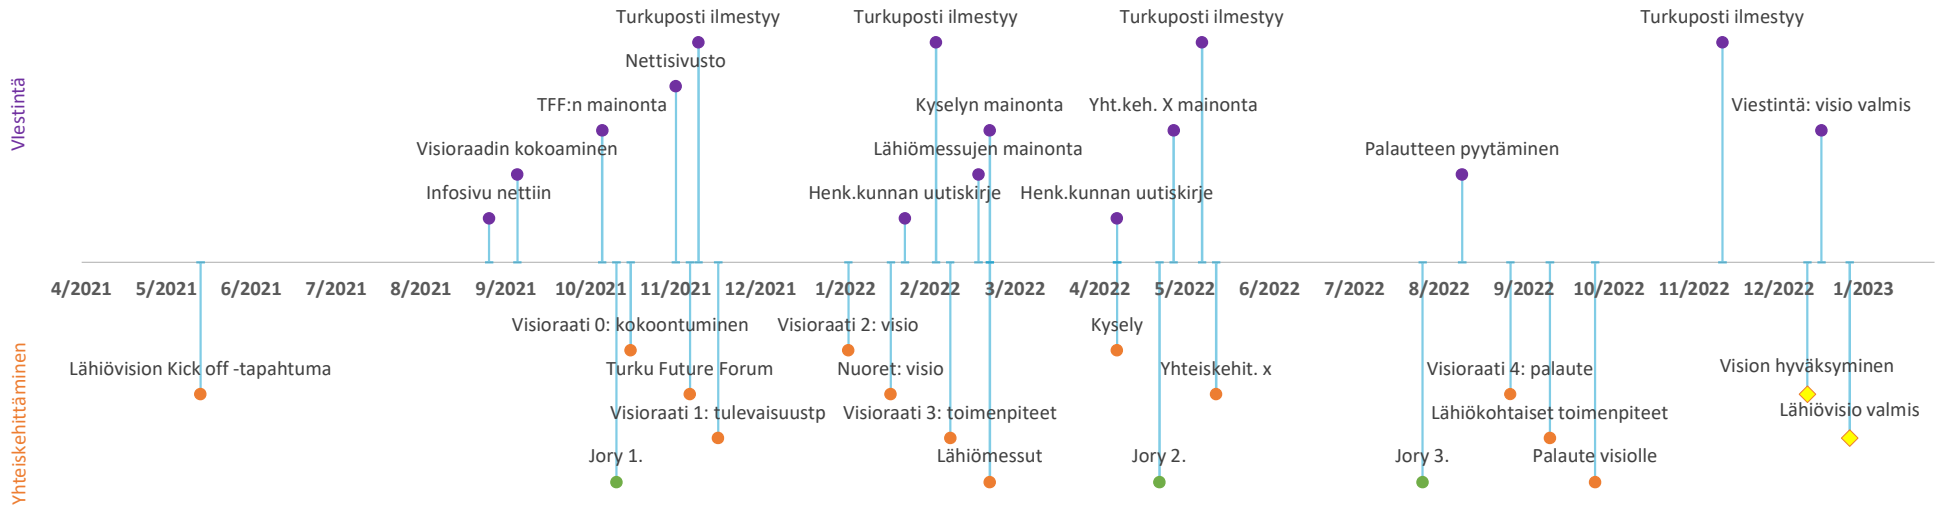 Turkuposti ilmestyy Turkuposti ilmestyy Turkuposti ilmestyy Turkuposti ilmestyy
Nettisivusto
TFF:n mainonta Kyselyn mainonta Yht.keh. X mainonta Viestintä: visio valmis
Visioraadin kokoaminen Lähiömessujen mainonta Palautteen pyytäminen
Infosivu nettiin Henk.kunnan uutiskirje Henk.kunnan uutiskirje
VIestintä
4/2021 5/2021 6/2021 7/2021 8/2021 9/2021 10/2021 11/2021 12/2021 1/2022 2/2022 3/2022 4/2022 5/2022 6/2022 7/2022 8/2022 9/2022 10/2022 11/2022 12/2022 1/2023
Visioraati 0: kokoontuminen Visioraati 2: visio Kysely
Lähiövision Kick off -tapahtuma Turku Future Forum Nuoret: visio Yhteiskehit. x Visioraati 4: palaute Vision hyväksyminen
Visioraati 1: tulevaisuustp Visioraati 3: toimenpiteet Lähiökohtaiset toimenpiteet Lähiövisio valmis
Jory 1. Lähiömessut Jory 2. Jory 3. Palaute visiolle
Yhteiskehittäminen